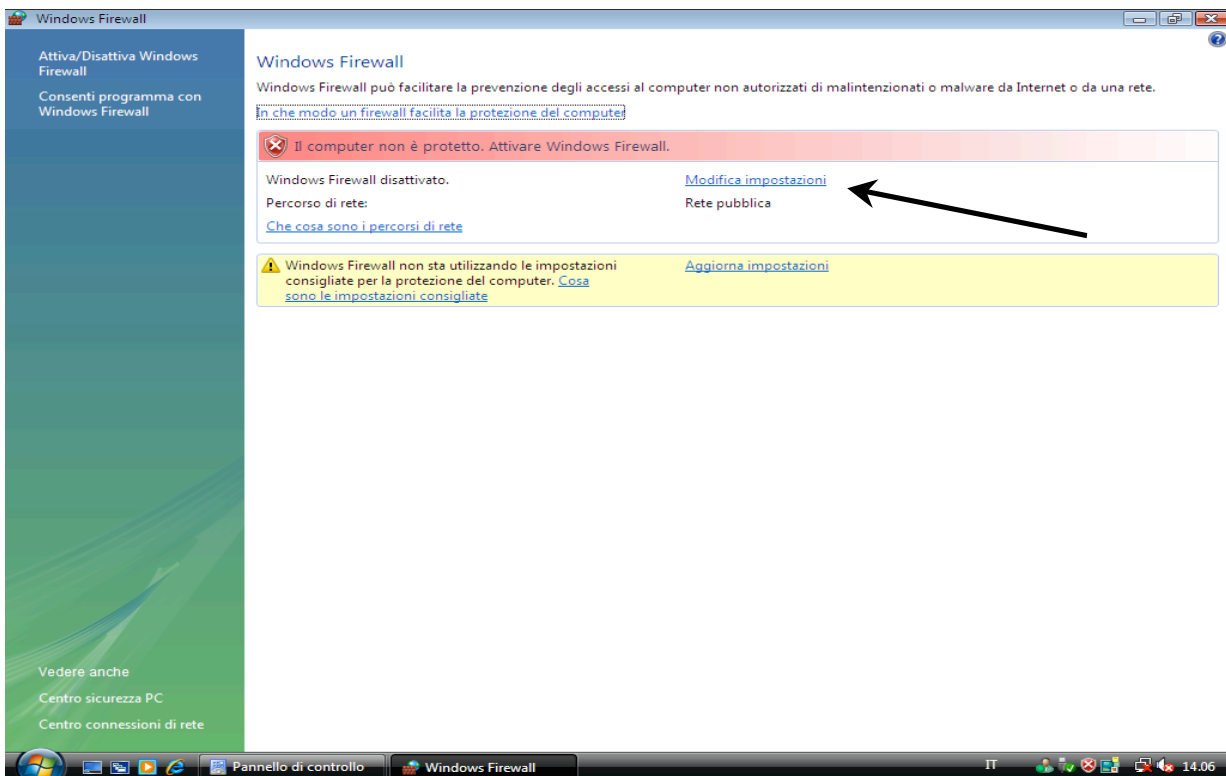 Windows Firewall
Attiva/Disattiva Windows
Firewall
Consenti programma con
Windows Firewall
Windows Firewall
Windows Firewall può facilitare la prevenzione degli accessi al computer non autorizzati di malintenzionati o malware da Internet o da una rete.
In che modo un firewall facilita la protezione del computer
Il computer non è protetto. Attivare Windows Firewall.
Windows Firewall disattivato. Modifica impostazioni
Percorso di rete: Rete pubblica
Che cosa sono i percorsi di rete
Windows Firewall non sta utilizzando le impostazioni Aggiorna impostazioni
consigliate per la protezione del computer. Cosa
sono le impostazioni consigliate
Vedere anche
Centro sicurezza PC
Centro connessioni di rete
Pannello di controllo Windows Firewall IT 14.06